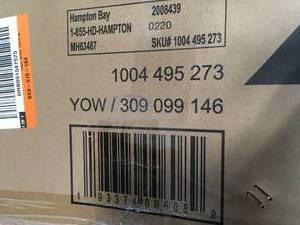 Hampton Bay 2008439
1-855-HD-HAMPTON 0220
MH63487 SKU# 1004 495 273
1004 495 273
YOW / 309 099 146